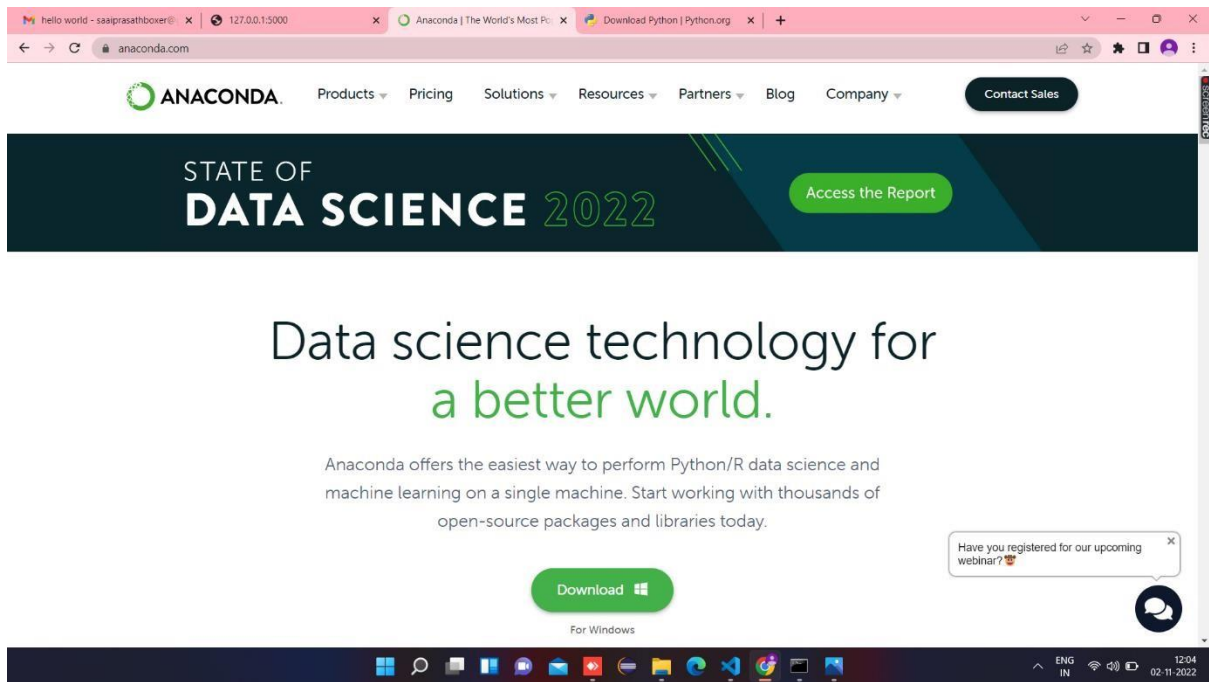 hello world - saaiprasathboxer@
127.0.0.1:5000
Anaconda | The World's Most Po
Download Python | Python.org
anaconda.com
ANACONDA.
Products
Pricing
Solutions
Resources
Partners
Blog
Company
Contact Sales
screenrec
STATE OF
DATA SCIENCE 2022
Access the Report
Data science technology for
a better world.
Anaconda offers the easiest way to perform Python/R data science and
machine learning on a single machine. Start working with thousands of
open-source packages and libraries today.
Have you registered for our upcoming
webinar?
Download
For Windows
ENG
IN
12:04
02-11-2022